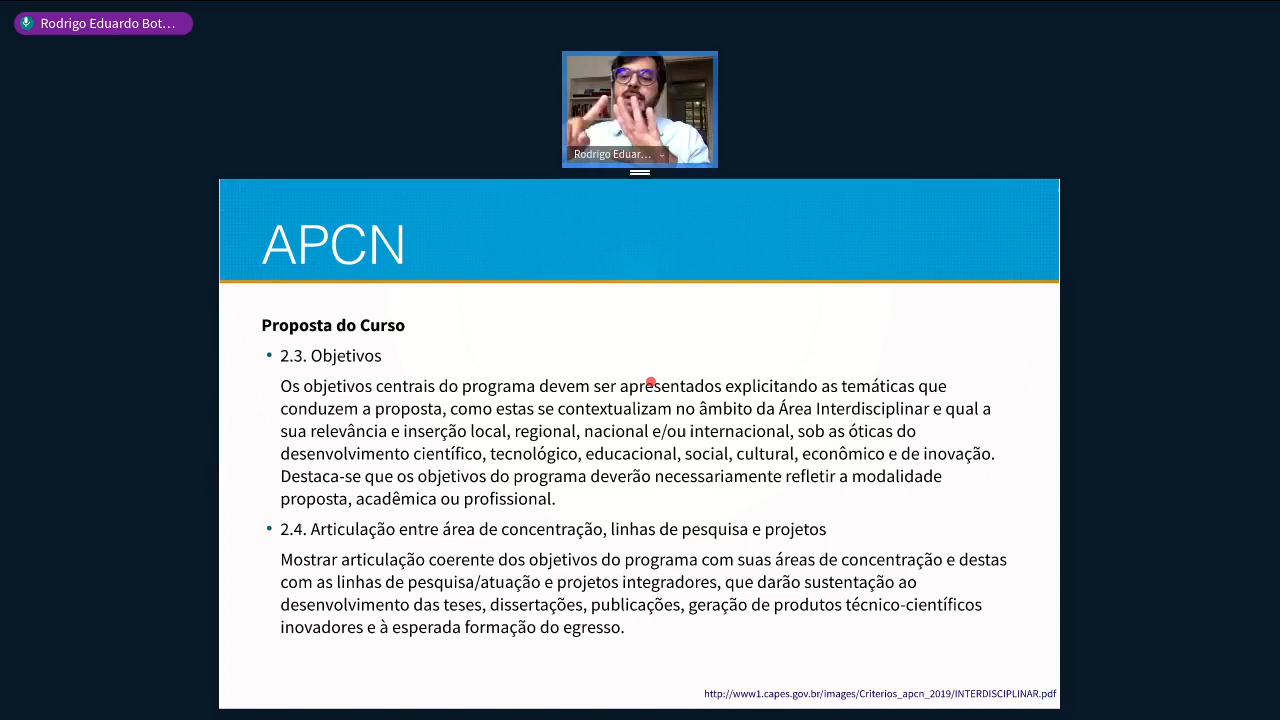 Rodrigo Eduardo Bot...
Rodrigo Eduar...
APCN
Proposta do Curso
• 2.3. Objetivos
Os objetivos centrais do programa devem ser apresentados explicitando as temáticas que
conduzem a proposta, como estas se contextualizam no âmbito da Área Interdisciplinar e qual a
sua relevância e inserção local, regional, nacional e/ou internacional, sob as óticas do
desenvolvimento científico, tecnológico, educacional, social, cultural, econômico e de inovação.
Destaca-se que os objetivos do programa deverão necessariamente refletir a modalidade
proposta, acadêmica ou profissional.
• 2.4. Articulação entre área de concentração, linhas de pesquisa e projetos
Mostrar articulação coerente dos objetivos do programa com suas áreas de concentração e destas
com as linhas de pesquisa/atuação e projetos integradores, que darão sustentação ao
desenvolvimento das teses, dissertações, publicações, geração de produtos técnico-científicos
inovadores e à esperada formação do egresso.
http://www1.capes.gov.br/images/Criterios_apcn_2019/INTERDISCIPLINAR.pdf